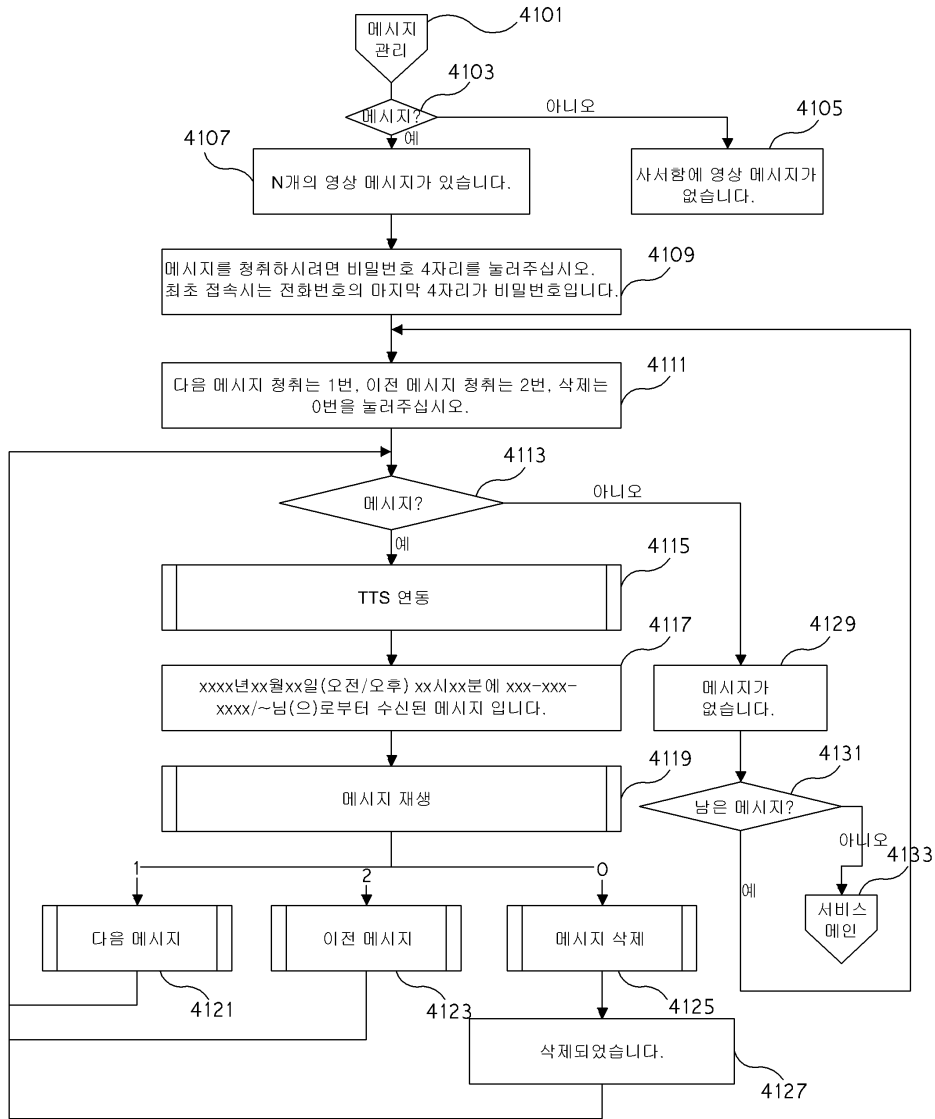 4101
메시지
관리
4103
메시지?
아니오
예
4105
사서함에 영상 메시지가
없습니다.
4107
N개의 영상 메시지가 있습니다.
4109
메시지를 청취하시려면 비밀번호 4자리를 눌러주십시오.
최초 접속시는 전화번호의 마지막 4자리가 비밀번호입니다.
4111
다음 메시지 청취는 1번, 이전 메시지 청취는 2번, 삭제는
0번을 눌러주십시오.
4113
메시지?
아니오
예
4115
TTS 연동
4117
xxxx년xx월xx일(오전/오후) xx시xx분에 xxx-xxx-
xxxx/~님(으)로부터 수신된 메시지 입니다.
4129
메시지가
없습니다.
4119
메시지 재생
4131
남은 메시지?
아니오
예
4133
서비스
메인
1
2
0
다음 메시지
4121
이전 메시지
4123
메시지 삭제
4125
삭제되었습니다.
4127